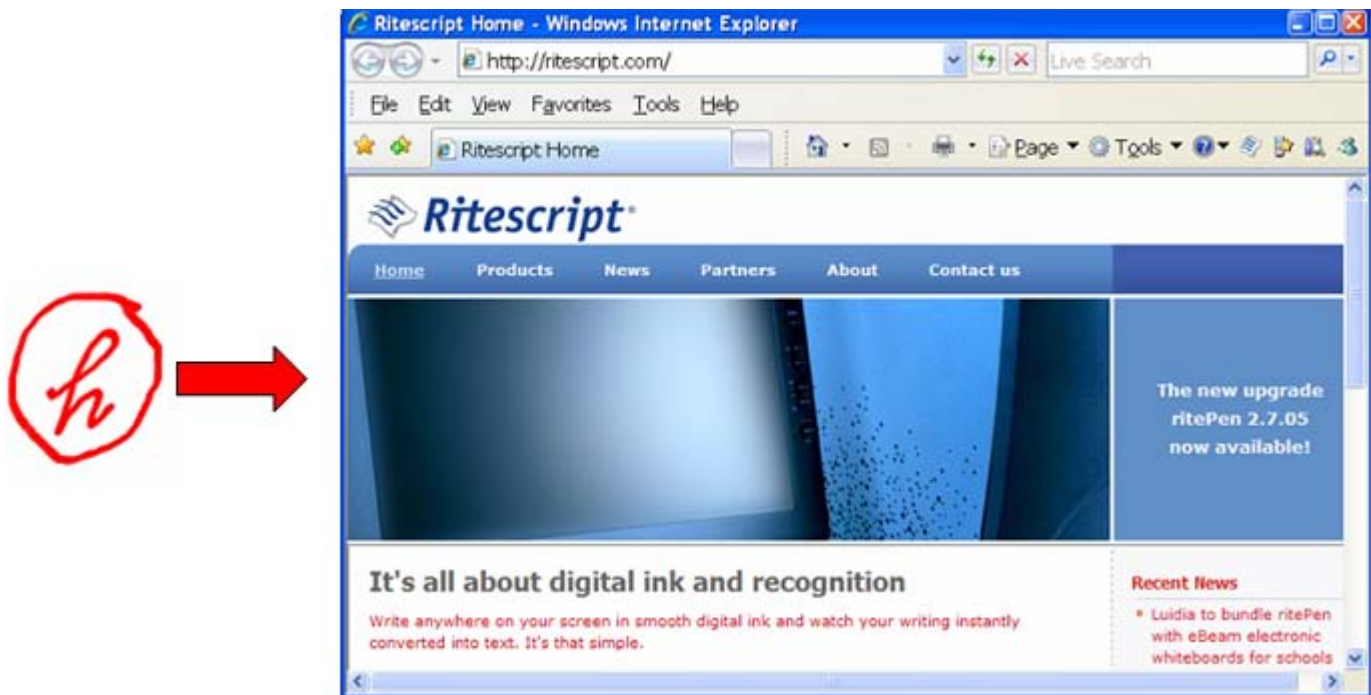 Ritescript Home - Windows Internet Explorer
http://ritescript.com/ Live Search
File Edit View Favorites Tools Help
Ritescript Home Page Tools
Ritescript®
Home Products News Partners About Contact us
h
The new upgrade
ritePen 2.7.05
now available!
It's all about digital ink and recognition
Write anywhere on your screen in smooth digital ink and watch your writing instantly
converted into text. It's that simple.
Recent News
Luidia to bundle ritePen
with eBeam electronic
whiteboards for schools